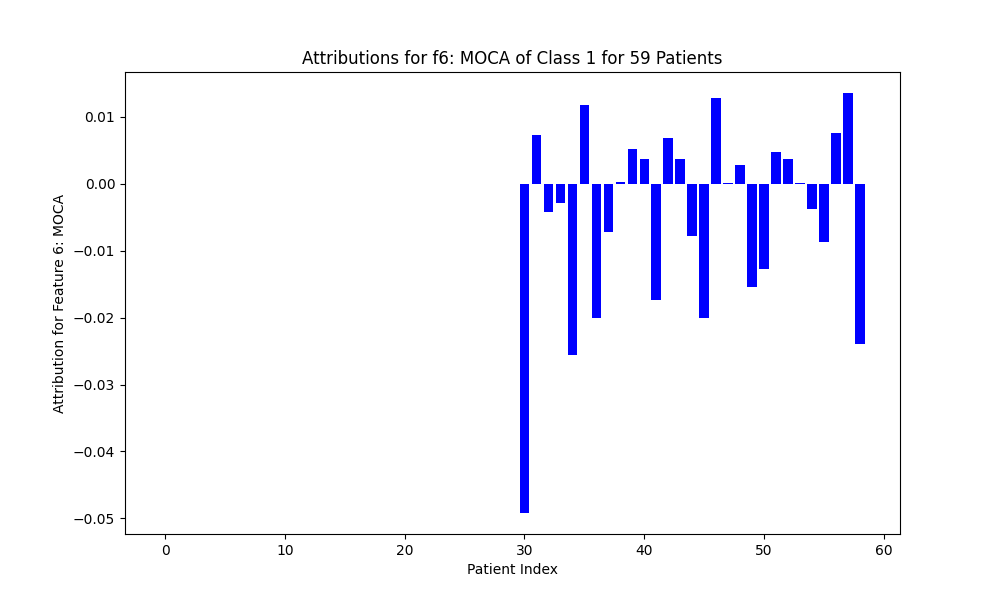 Attributions for f6: MOCA of Class 1 for 59 Patients
Attribution for Feature 6: MOCA
0.01
0.00
−0.01
−0.02
−0.03
−0.04
−0.05
0 10 20 30 40 50 60
Patient Index